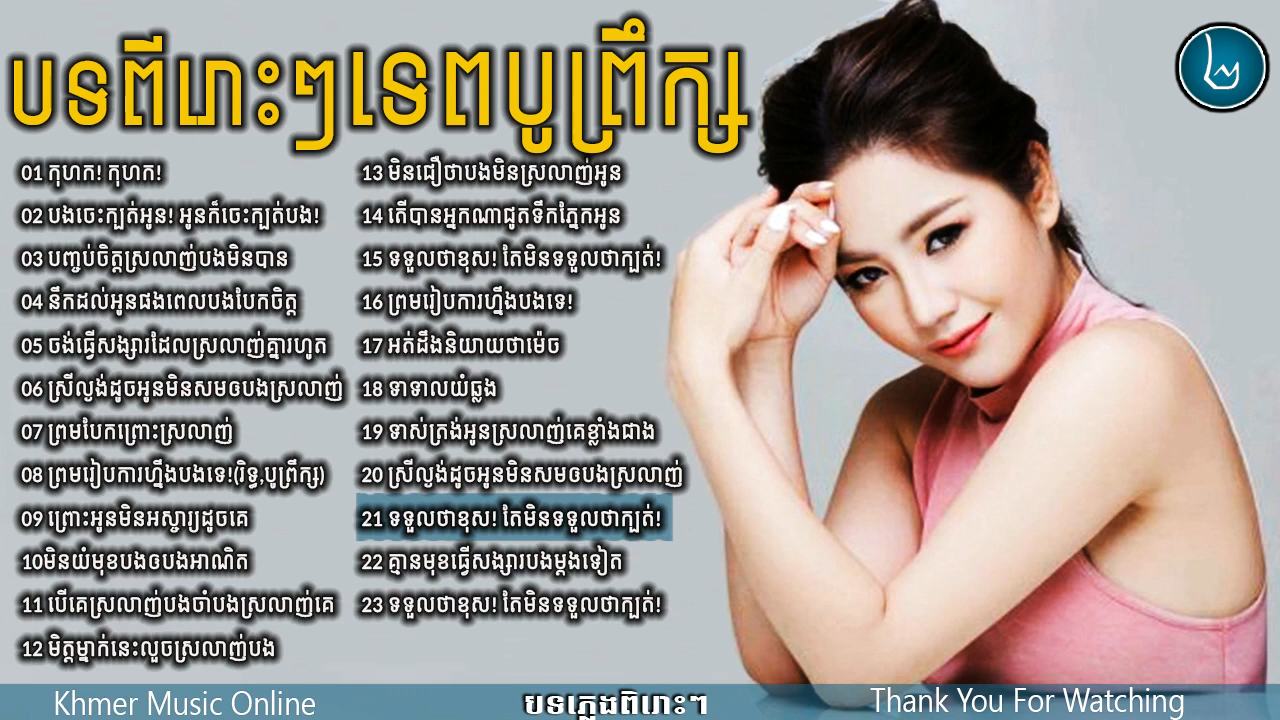 បទពីរោះៗទេពបូព្រឹក្ស
01 កុហក! កុហក!
02 បងចេះក្បត់អូន! អូនក៏ចេះក្បត់បង!
03 បញ្ចប់ចិត្តស្រលាញ់បងមិនបាន
04 នឹកដល់អូនផងពេលបងបែកចិត្ត
05 ចង់ធ្វើសង្សារដែលស្រលាញ់គ្នារហូត
06 ស្រីល្ងង់ដូចអូនមិនសមឲបងស្រលាញ់
07 ព្រមបែកព្រោះស្រលាញ់
08 ព្រមរៀបការហ្នឹងបងទេ!(រិទ្ធ,បូព្រឹក្ស)
09 ព្រោះអូនមិនអស្ចារ្យដូចគេ
10មិនយំមុខបងឲបងអាណិត
11 បើគេស្រលាញ់បងចាំបងស្រលាញ់គេ
12 មិត្តម្នាក់នេះលួចស្រលាញ់បង
13 មិនជឿថាបងមិនស្រលាញ់អូន
14 តើបានអ្នកណាជូតទឹកភ្នែកអូន
15 ទទួលថាខុស! តែមិនទទួលថាក្បត់!
16 ព្រមរៀបការហ្នឹងបងទេ!
17 អត់ដឹងនិយាយថាម៉េច
18 ទាទាលយំឆ្លង
19 ទាស់ត្រង់អូនស្រលាញ់គេខ្លាំងជាង
20 ស្រីល្ងង់ដូចអូនមិនសមឲបងស្រលាញ់
21 ទទួលថាខុស! តែមិនទទួលថាក្បត់!
22 គ្មានមុខធ្វើសង្សារបងម្តងទៀត
23 ទទួលថាខុស! តែមិនទទួលថាក្បត់!
Khmer Music Online
បទភ្លេងពិរោះៗ
Thank You For Watching